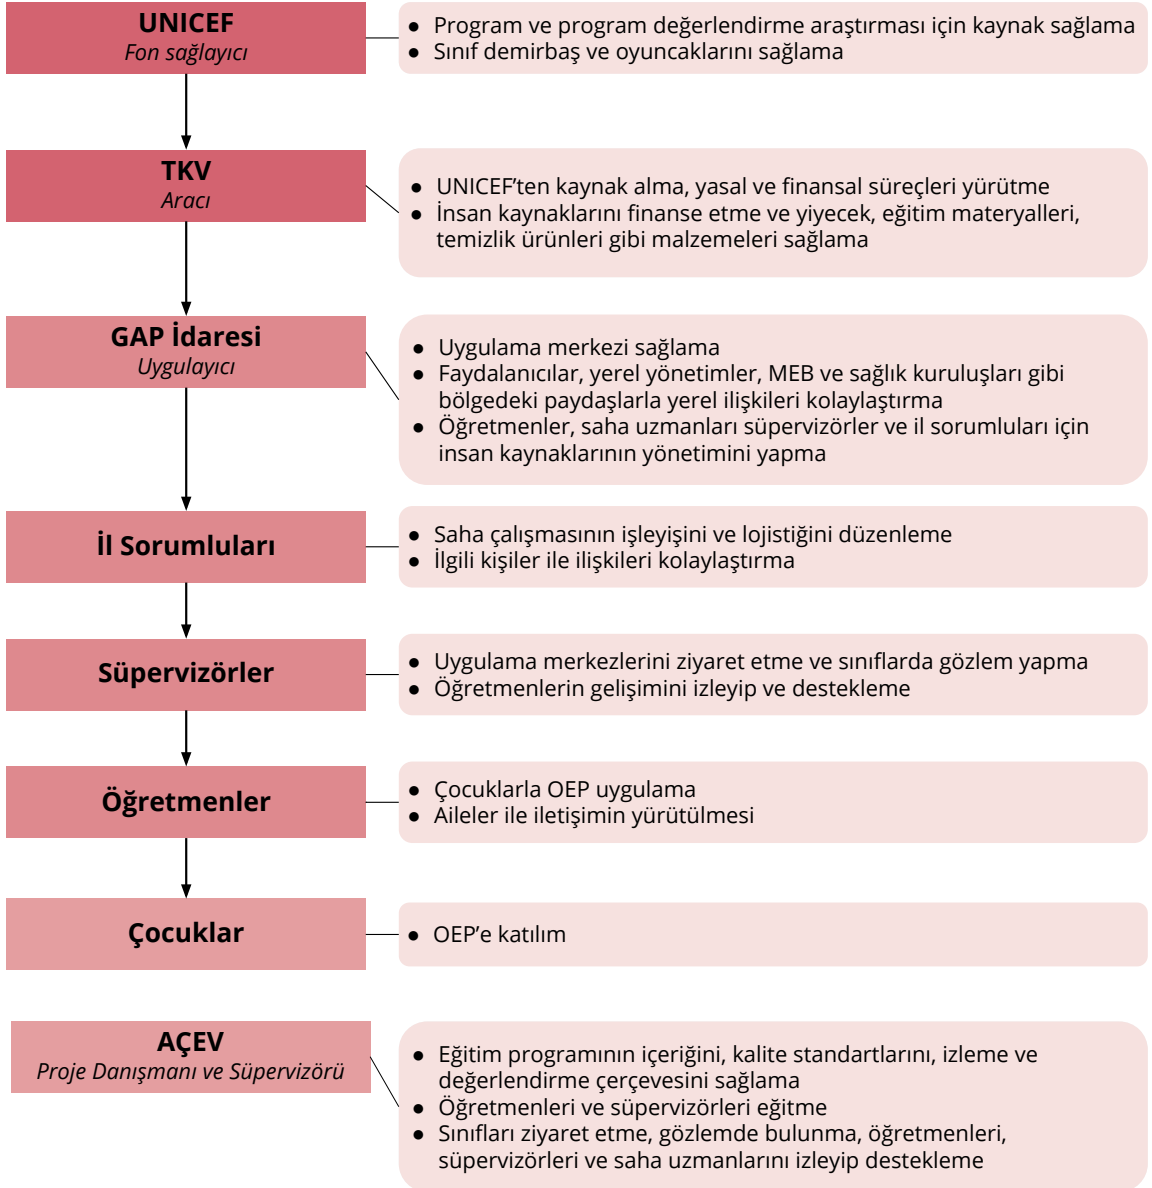 UNICEF
Fon sağlayıcı
● Program ve program değerlendirme araştırması için kaynak sağlama
● Sınıf demirbaş ve oyuncaklarını sağlama
TKV
Aracı
● UNICEF’ten kaynak alma, yasal ve finansal süreçleri yürütme
● İnsan kaynaklarını finanse etme ve yiyecek, eğitim materyalleri,
temizlik ürünleri gibi malzemeleri sağlama
GAP İdaresi
Uygulayıcı
● Uygulama merkezi sağlama
● Faydalanıcılar, yerel yönetimler, MEB ve sağlık kuruluşları gibi
bölgedeki paydaşlarla yerel ilişkileri kolaylaştırma
● Öğretmenler, saha uzmanları süpervizörler ve il sorumluları için
insan kaynaklarının yönetimini yapma
İl Sorumluları
● Saha çalışmasının işleyişini ve lojistiğini düzenleme
● İlgili kişiler ile ilişkileri kolaylaştırma
Süpervizörler
● Uygulama merkezlerini ziyaret etme ve sınıflarda gözlem yapma
● Öğretmenlerin gelişimini izleyip ve destekleme
Öğretmenler
● Çocuklarla OEP uygulama
● Aileler ile iletişimin yürütülmesi
Çocuklar
● OEP’e katılım
AÇEV
Proje Danışmanı ve Süpervizörü
● Eğitim programının içeriğini, kalite standartlarını, izleme ve
değerlendirme çerçevesini sağlama
● Öğretmenleri ve süpervizörleri eğitme
● Sınıfları ziyaret etme, gözlemde bulunma, öğretmenleri,
süpervizörleri ve saha uzmanlarını izleyip destekleme